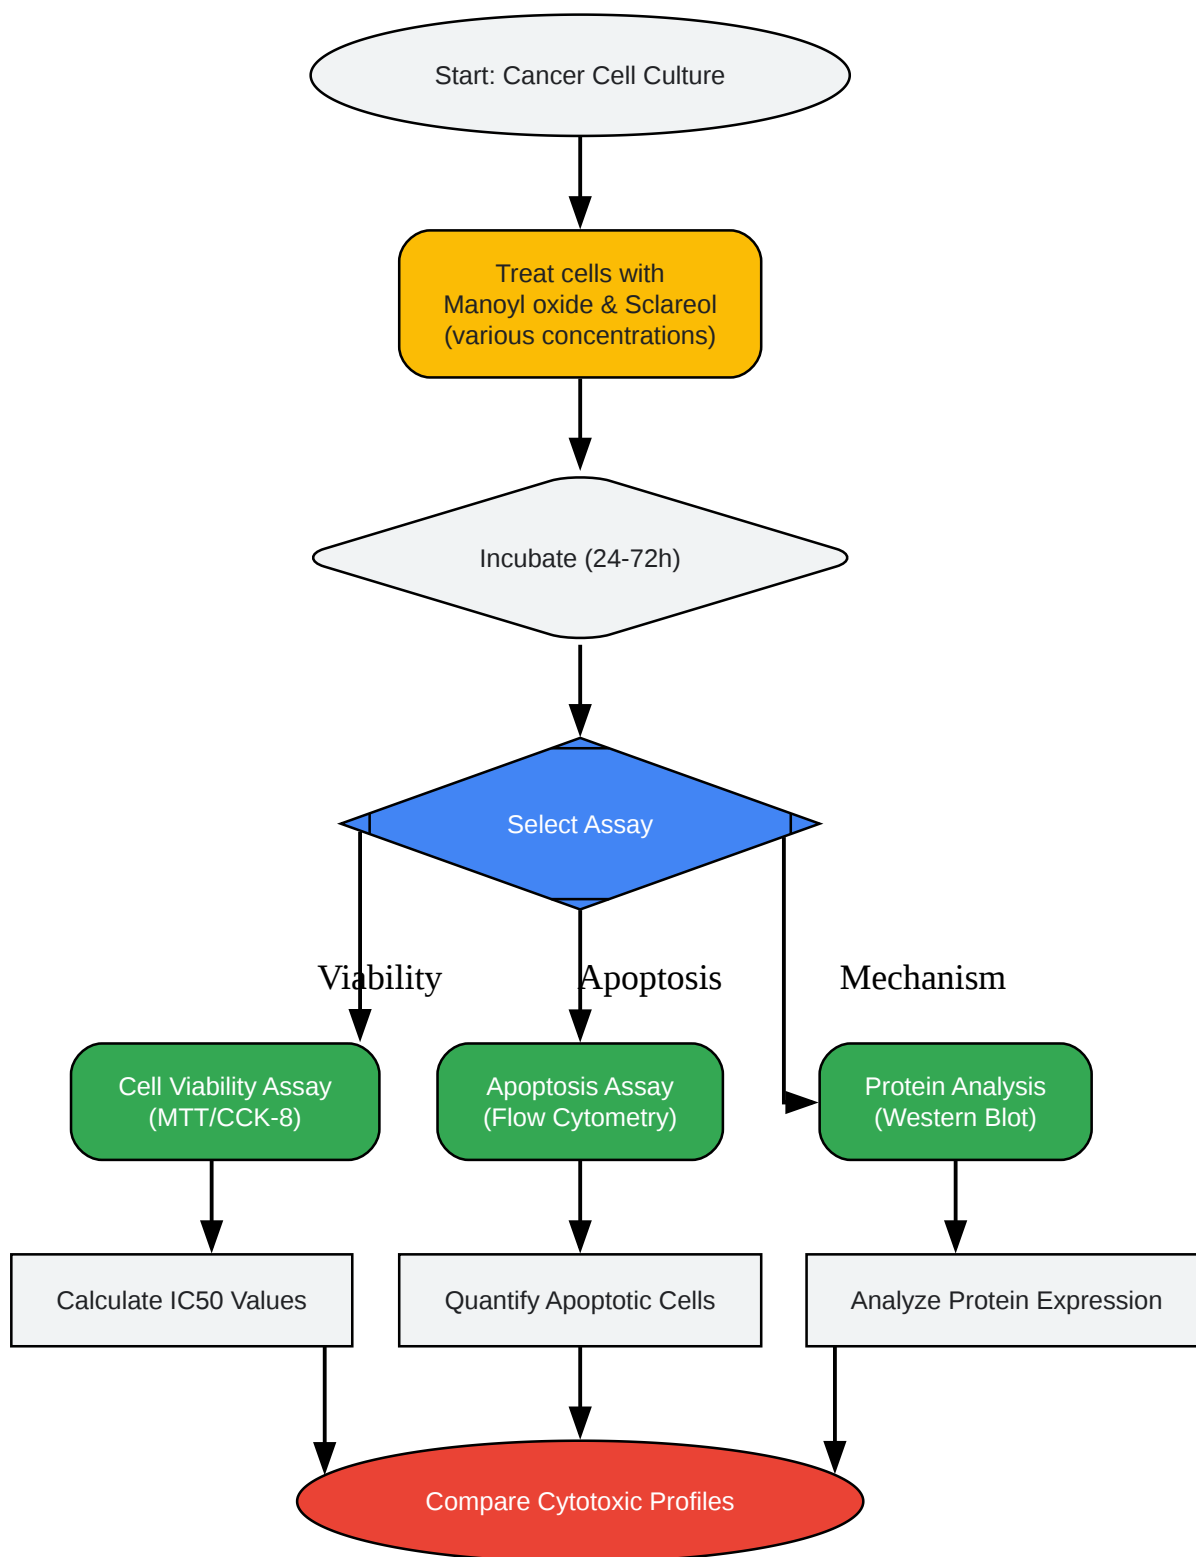 Start: Cancer Cell Culture
Treat cells with
Manoyl oxide & Sclareol
(various concentrations)
Incubate (24-72h)
Select Assay
Viability
Apoptosis
Mechanism
Cell Viability Assay
(MTT/CCK-8)
Apoptosis Assay
(Flow Cytometry)
Protein Analysis
(Western Blot)
Calculate IC50 Values
Quantify Apoptotic Cells
Analyze Protein Expression
Compare Cytotoxic Profiles